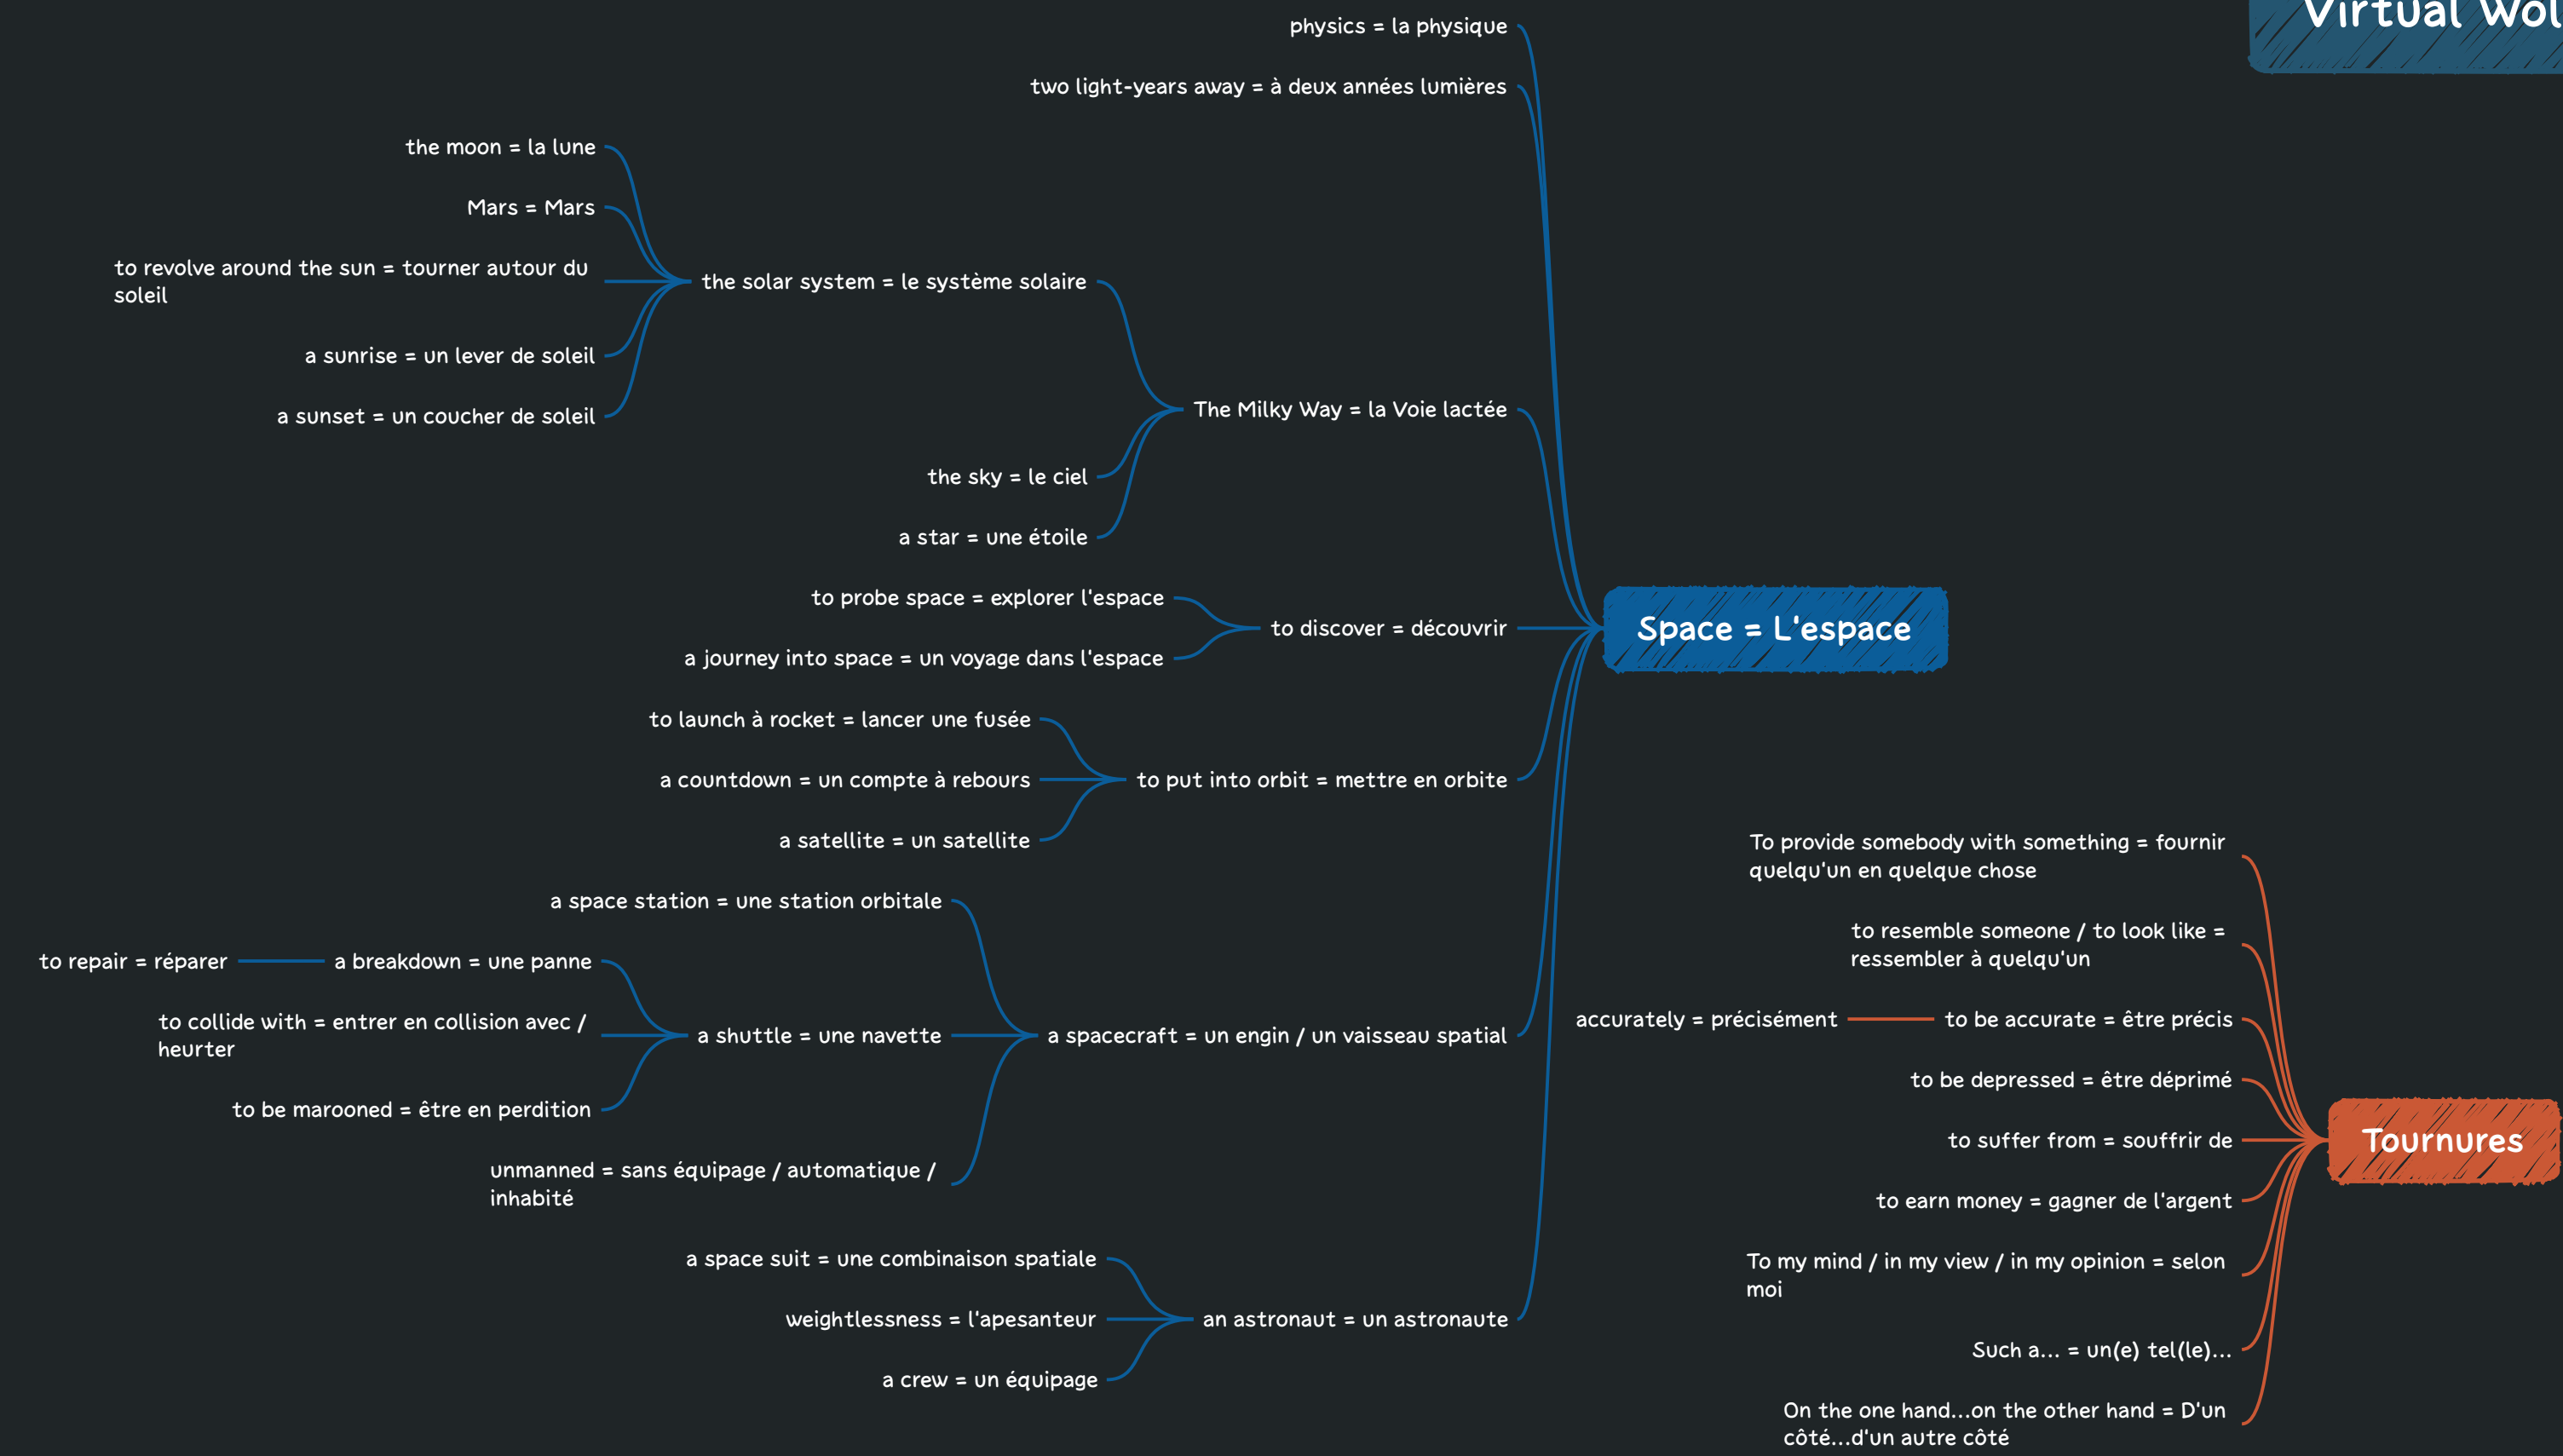 Virtual Wol
physics = la physique
two light-years away = à deux années lumières
the moon = la lune
Mars = Mars
to revolve around the sun = tourner autour du
soleil
the solar system = le système solaire
a sunrise = un lever de soleil
a sunset = un coucher de soleil
The Milky Way = la Voie lactée
the sky = le ciel
a star = une étoile
to probe space = explorer l'espace
to discover = découvrir
a journey into space = un voyage dans l'espace
Space = L'espace
to launch à rocket = lancer une fusée
a countdown = un compte à rebours
to put into orbit = mettre en orbite
a satellite = un satellite
a space station = une station orbitale
to repair = réparer
a breakdown = une panne
to collide with = entrer en collision avec /
heurter
a shuttle = une navette
a spacecraft = un engin / un vaisseau spatial
to be marooned = être en perdition
unmanned = sans équipage / automatique /
inhabité
a space suit = une combinaison spatiale
weightlessness = l'apesanteur
an astronaut = un astronaute
a crew = un équipage
To provide somebody with something = fournir
quelqu'un en quelque chose
to resemble someone / to look like =
ressembler à quelqu'un
accurately = précisément
to be accurate = être précis
to be depressed = être déprimé
to suffer from = souffrir de
Tournures
to earn money = gagner de l'argent
To my mind / in my view / in my opinion = selon
moi
Such a... = un(e) tel(le)...
On the one hand...on the other hand = D'un
côté...d'un autre côté